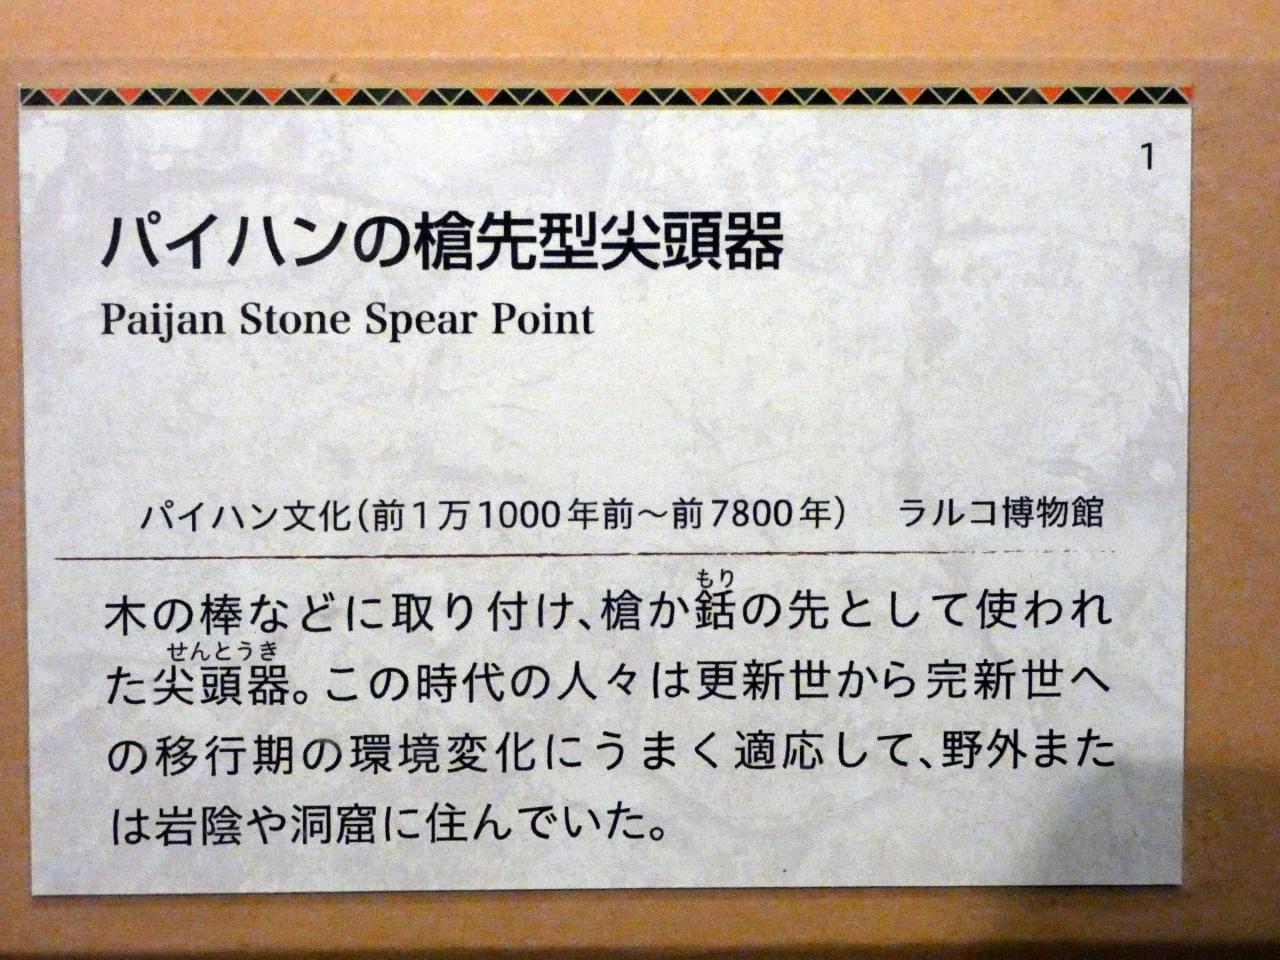 1
パイハンの槍先型尖頭器
Paijan Stone Spear Point
パイハン文化(前1万1000年前～前7800年)　ラルコ博物館
もり
木の棒などに取り付け、槍か銛の先として使われ
せんとうき
た尖頭器。この時代の人々は更新世から完新世へ
の移行期の環境変化にうまく適応して、野外また
は岩陰や洞窟に住んでいた。